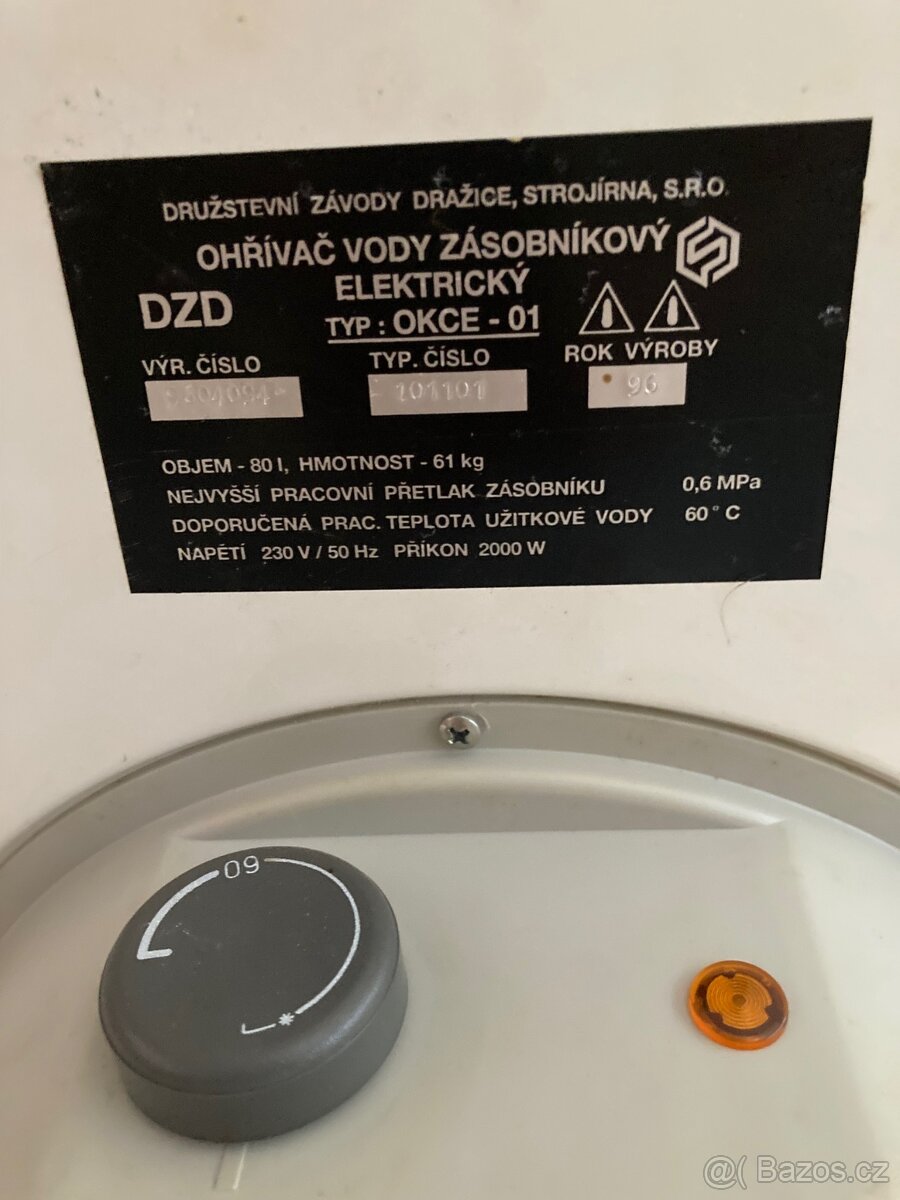 DRUŽSTEVNÍ ZÁVODY DRAŽICE, STROJÍRNA, S.R.O.
OHŘÍVAČ VODY ZÁSOBNÍKOVÝ
ELEKTRICKÝ
DZD
TYP : OKCE - 01
VÝR. ČÍSLO TYP. ČÍSLO ROK VÝROBY
101101 96
OBJEM - 80 l, HMOTNOST - 61 kg
NEJVYŠŠÍ PRACOVNÍ PŘETLAK ZÁSOBNÍKU 0,6 MPa
DOPORUČENÁ PRAC. TEPLOTA UŽITKOVÉ VODY 60° C
NAPĚTÍ 230 V / 50 Hz PŘÍKON 2000 W
60
@( Bazos.cz